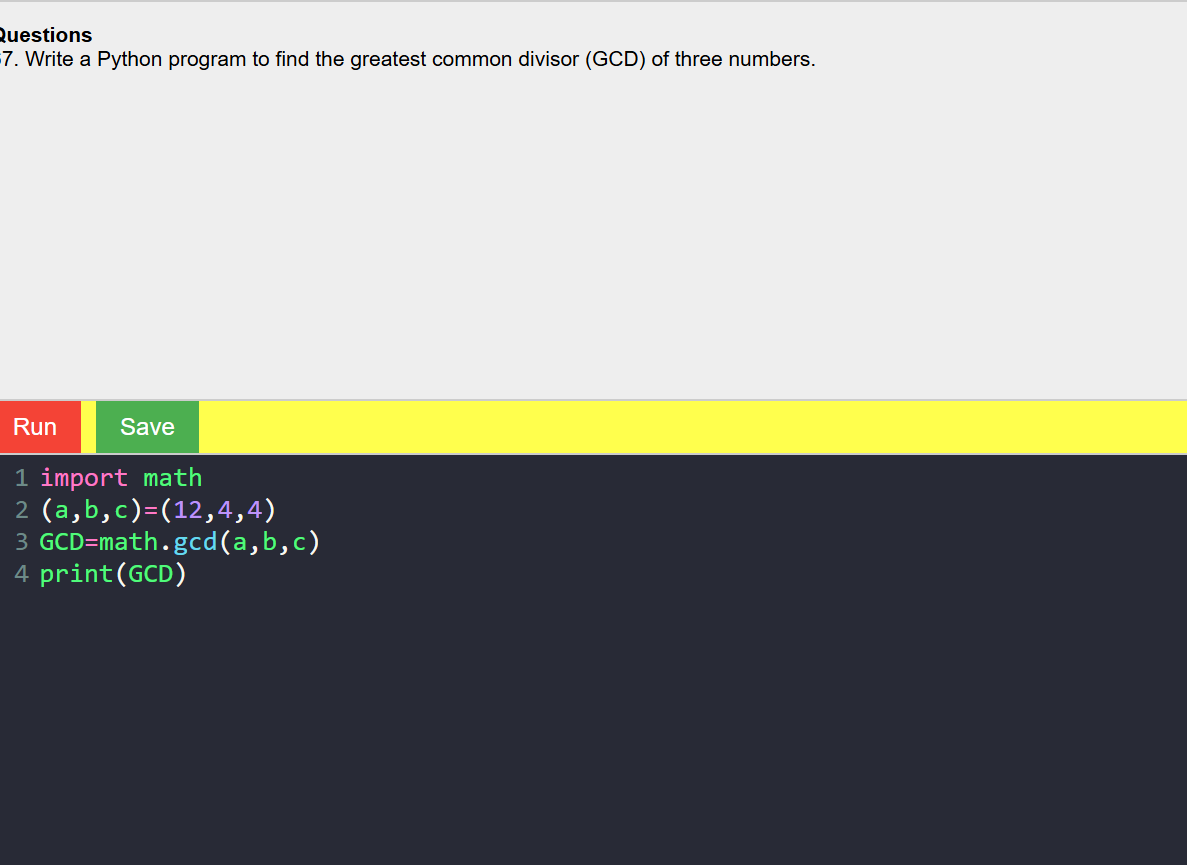 Questions
7. Write a Python program to find the greatest common divisor (GCD) of three numbers.
Run Save
1 import math
2 (a,b,c)=(12,4,4)
3 GCD=math.gcd(a,b,c)
4 print(GCD)